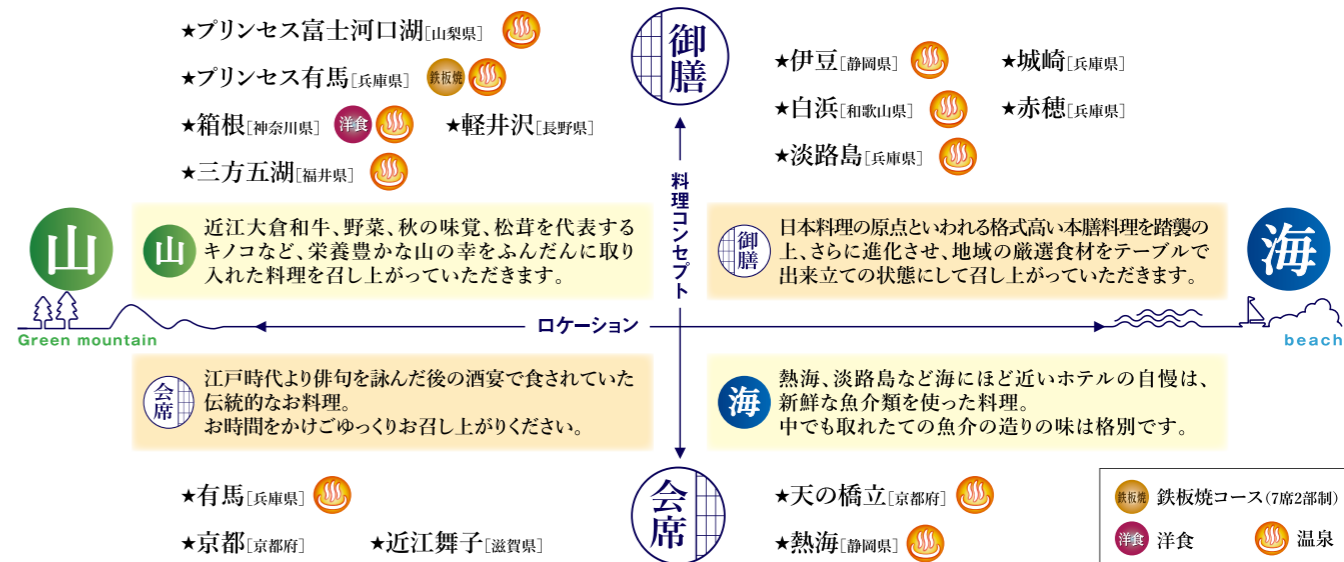 ★プリンセス富士河口湖[山梨県]
★プリンセス有馬[兵庫県] 鉄板焼
★箱根[神奈川県] 洋食 ★軽井沢[長野県]
★三方五湖[福井県]
御膳
★伊豆[静岡県] ★城崎[兵庫県]
★白浜[和歌山県] ★赤穂[兵庫県]
★淡路島[兵庫県]
料理コンセプト
山
Green mountain
山
近江大倉和牛、野菜、秋の味覚、松茸を代表する
キノコなど、栄養豊かな山の幸をふんだんに取り
入れた料理を召し上がっていただきます。
御膳
日本料理の原点といわれる格式高い本膳料理を踏襲の
上、さらに進化させ、地域の厳選食材をテーブルで
出来立ての状態にして召し上がっていただきます。
海
beach
ロケーション
会席
江戸時代より俳句を詠んだ後の酒宴で食されていた
伝統的なお料理。
お時間をかけごゆっくりお召し上がりください。
海
熱海、淡路島など海にほど近いホテルの自慢は、
新鮮な魚介類を使った料理。
中でも取れたての魚介の造りの味は格別です。
★有馬[兵庫県]
★京都[京都府] ★近江舞子[滋賀県]
会席
★天の橋立[京都府]
★熱海[静岡県]
鉄板焼 鉄板焼コース(7席2部制)
洋食 洋食 温泉